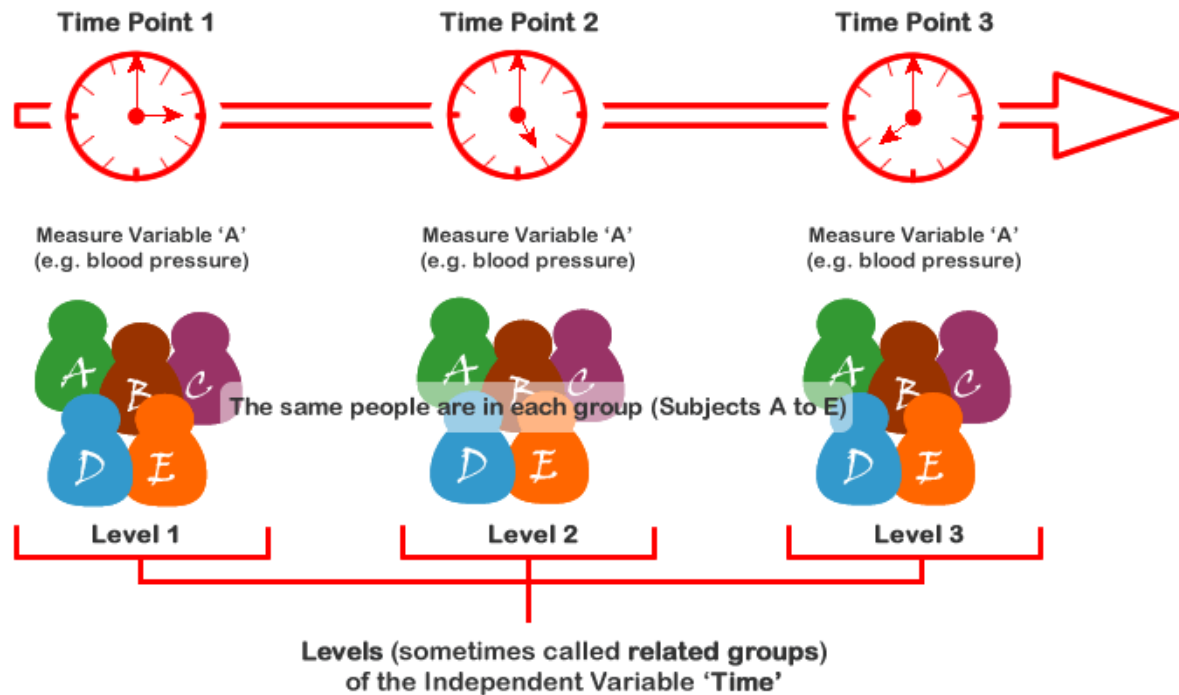 Time Point 1
Time Point 2
Time Point 3
Measure Variable ‘A’
(e.g. blood pressure)
Measure Variable ‘A’
(e.g. blood pressure)
Measure Variable ‘A’
(e.g. blood pressure)
A
B
C
D
E
A
B
C
D
E
A
B
C
D
E
The same people are in each group (Subjects A to E)
Level 1
Level 2
Level 3
Levels (sometimes called related groups)
of the Independent Variable ‘Time’